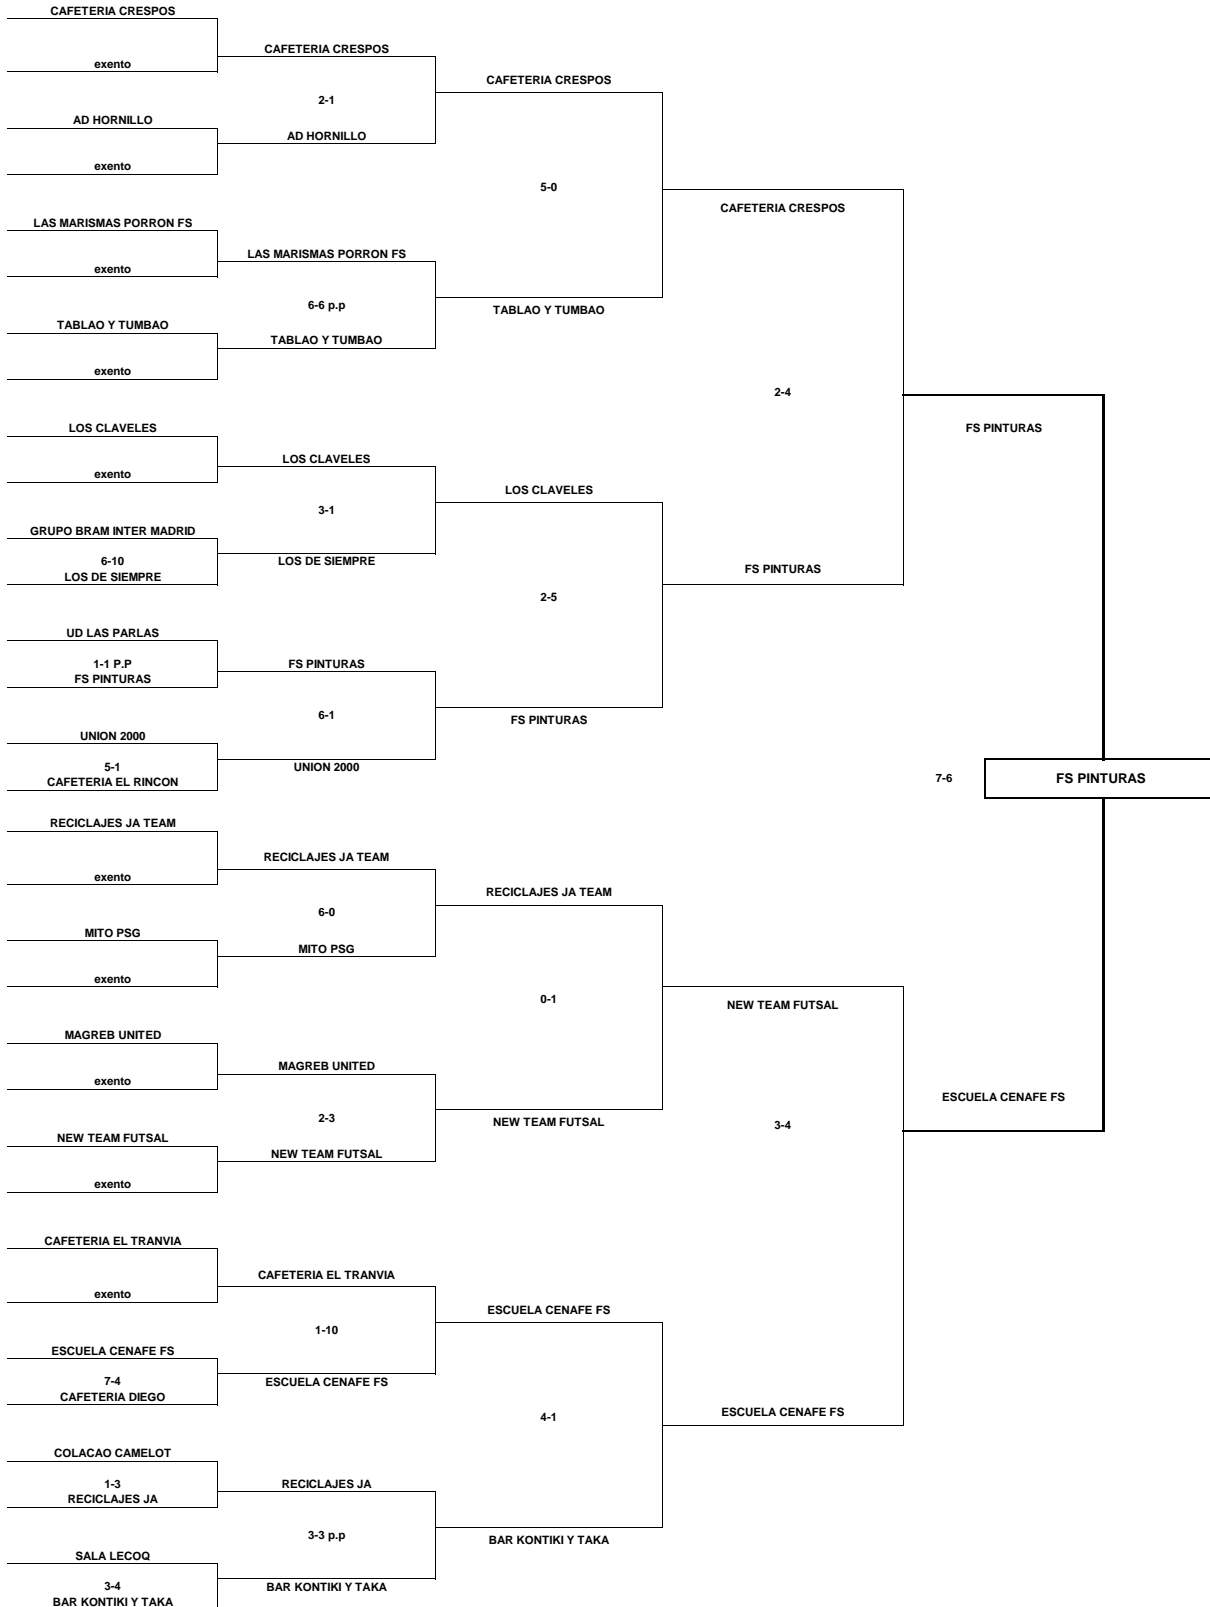 CAFETERIA CRESPOS
exento
AD HORNILLO
exento
LAS MARISMAS PORRON FS
exento
TABLAO Y TUMBAO
exento
LOS CLAVELES
exento
GRUPO BRAM INTER MADRID
6-10
LOS DE SIEMPRE
UD LAS PARLAS
1-1 P.P
FS PINTURAS
UNION 2000
5-1
CAFETERIA EL RINCON
RECICLAJES JA TEAM
exento
MITO PSG
exento
MAGREB UNITED
exento
NEW TEAM FUTSAL
exento
CAFETERIA EL TRANVIA
exento
ESCUELA CENAFE FS
7-4
CAFETERIA DIEGO
COLACAO CAMELOT
1-3
RECICLAJES JA
SALA LECOQ
3-4
BAR KONTIKI Y TAKA
CAFETERIA CRESPOS
2-1
AD HORNILLO
LAS MARISMAS PORRON FS
6-6 p.p
TABLAO Y TUMBAO
LOS CLAVELES
3-1
LOS DE SIEMPRE
FS PINTURAS
6-1
UNION 2000
RECICLAJES JA TEAM
6-0
MITO PSG
MAGREB UNITED
2-3
NEW TEAM FUTSAL
CAFETERIA EL TRANVIA
1-10
ESCUELA CENAFE FS
RECICLAJES JA
3-3 p.p
BAR KONTIKI Y TAKA
CAFETERIA CRESPOS
5-0
TABLAO Y TUMBAO
LOS CLAVELES
2-5
FS PINTURAS
RECICLAJES JA TEAM
0-1
NEW TEAM FUTSAL
ESCUELA CENAFE FS
4-1
BAR KONTIKI Y TAKA
CAFETERIA CRESPOS
2-4
FS PINTURAS
NEW TEAM FUTSAL
3-4
ESCUELA CENAFE FS
FS PINTURAS
7-6
ESCUELA CENAFE FS
FS PINTURAS